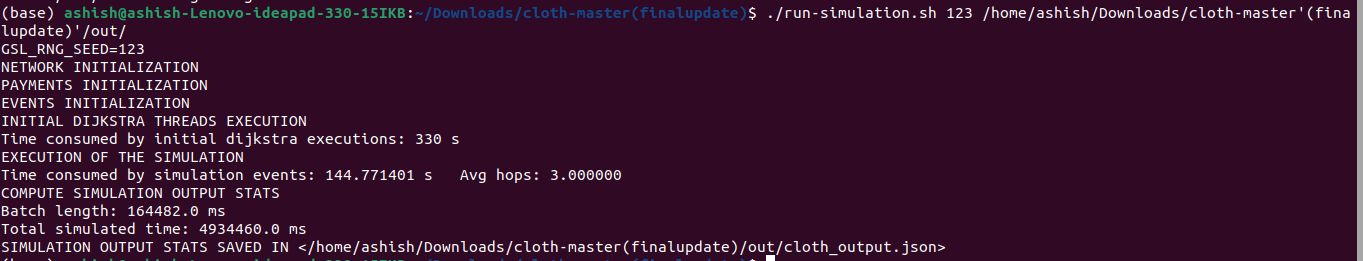 (base) ashish@ashish-Lenovo-ideapad-330-15IKB:~/Downloads/cloth-master(finalupdate)$ ./run-simulation.sh 123 /home/ashish/Downloads/cloth-master'(fina
lupdate)'/out/
GSL_RNG_SEED=123
NETWORK INITIALIZATION
PAYMENTS INITIALIZATION
EVENTS INITIALIZATION
INITIAL DIJKSTRA THREADS EXECUTION
Time consumed by initial dijkstra executions: 330 s
EXECUTION OF THE SIMULATION
Time consumed by simulation events: 144.771401 s   Avg hops: 3.000000
COMPUTE SIMULATION OUTPUT STATS
Batch length: 164482.0 ms
Total simulated time: 4934460.0 ms
SIMULATION OUTPUT STATS SAVED IN </home/ashish/Downloads/cloth-master(finalupdate)/out/cloth_output.json>